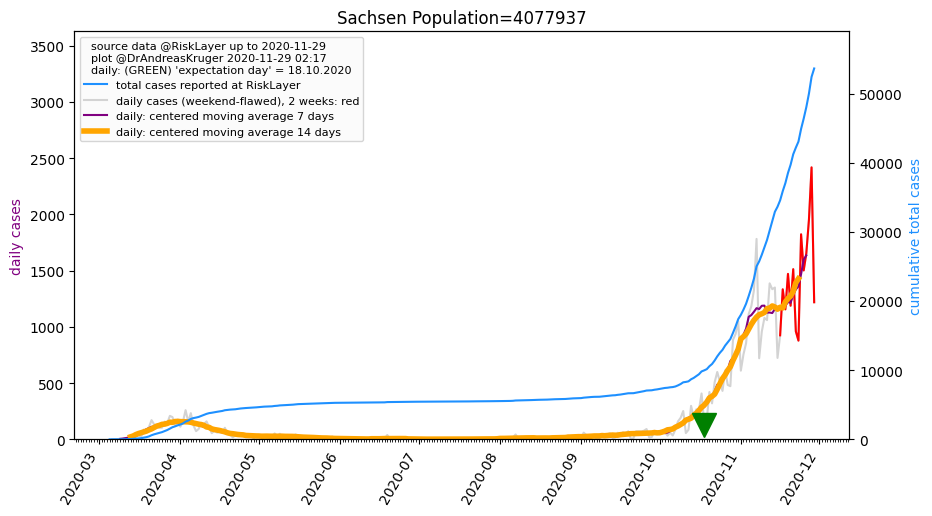 Sachsen Population=4077937
source data @RiskLayer up to 2020-11-29
plot @DrAndreasKruger 2020-11-29 02:17
daily: (GREEN) 'expectation day' = 18.10.2020
total cases reported at RiskLayer
daily cases (weekend-flawed), 2 weeks: red
daily: centered moving average 7 days
daily: centered moving average 14 days
daily cases
3500
3000
2500
2000
1500
1000
500
0
cumulative total cases
50000
40000
30000
20000
10000
0
2020-03
2020-04
2020-05
2020-06
2020-07
2020-08
2020-09
2020-10
2020-11
2020-12